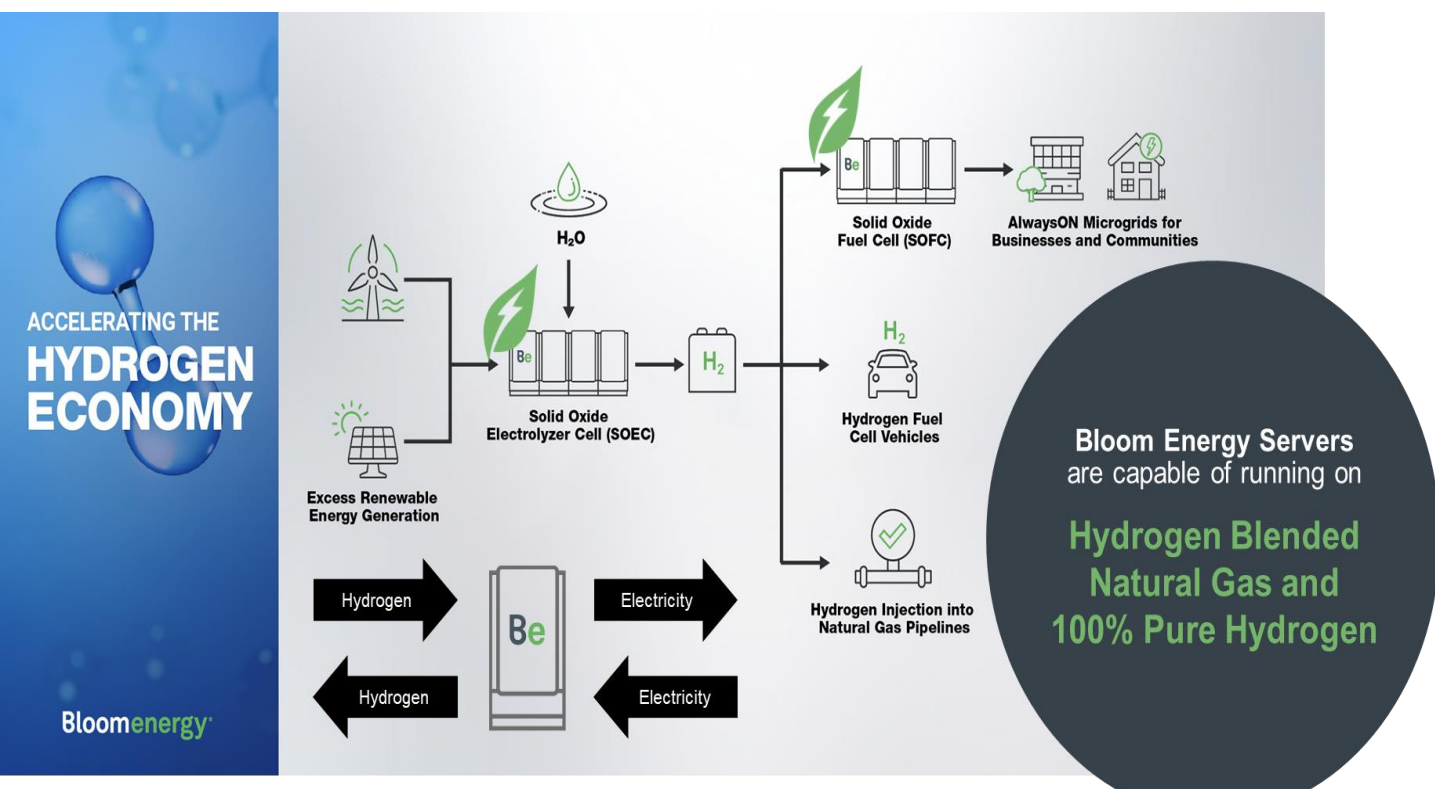 ACCELERATING THE
HYDROGEN
ECONOMY
Bloomenergy
H₂O
Be
Solid Oxide
Electrolyzer Cell (SOEC)
Excess Renewable
Energy Generation
H₂
Be
Solid Oxide
Fuel Cell (SOFC)
AlwaysON Microgrids for
Businesses and Communities
H₂
Hydrogen Fuel
Cell Vehicles
Hydrogen Injection into
Natural Gas Pipelines
Hydrogen
Be
Electricity
Hydrogen
Electricity
Bloom Energy Servers
are capable of running on
Hydrogen Blended
Natural Gas and
100% Pure Hydrogen